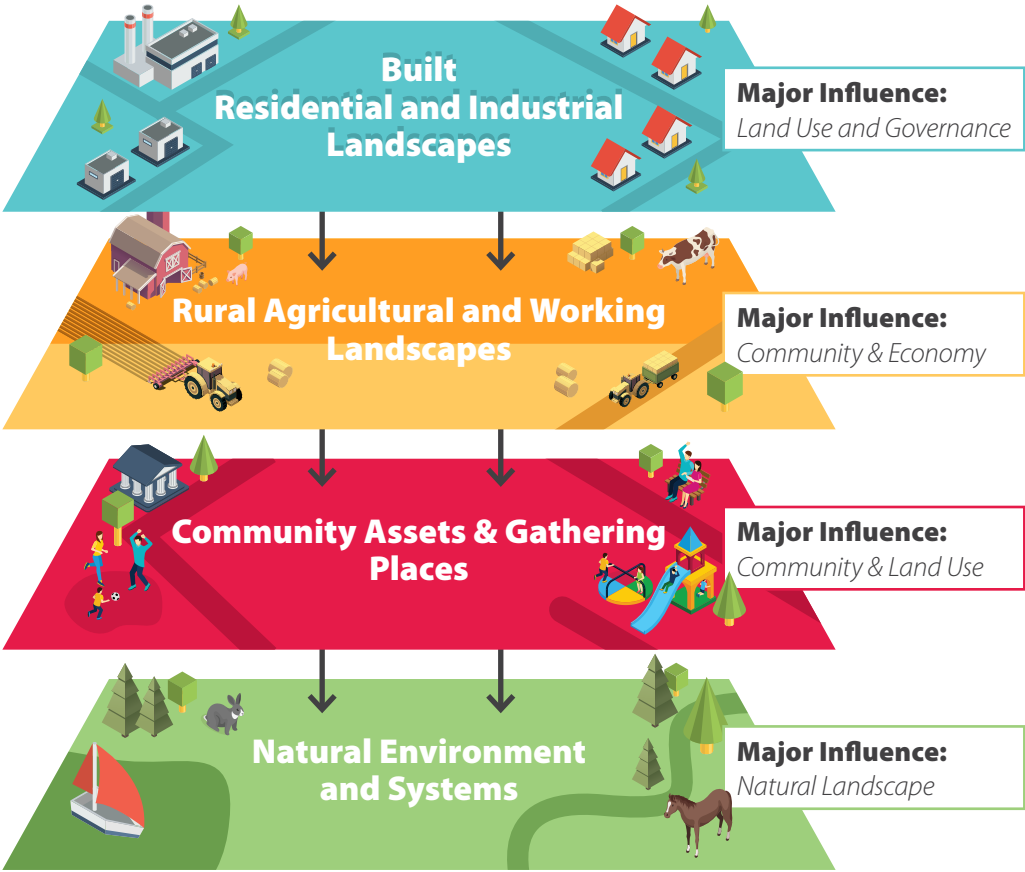 Built
Residential and Industrial
Landscapes
Major Influence:
Land Use and Governance
Rural Agricultural and Working
Landscapes
Major Influence:
Community & Economy
Community Assets & Gathering
Places
Major Influence:
Community & Land Use
Natural Environment
and Systems
Major Influence:
Natural Landscape